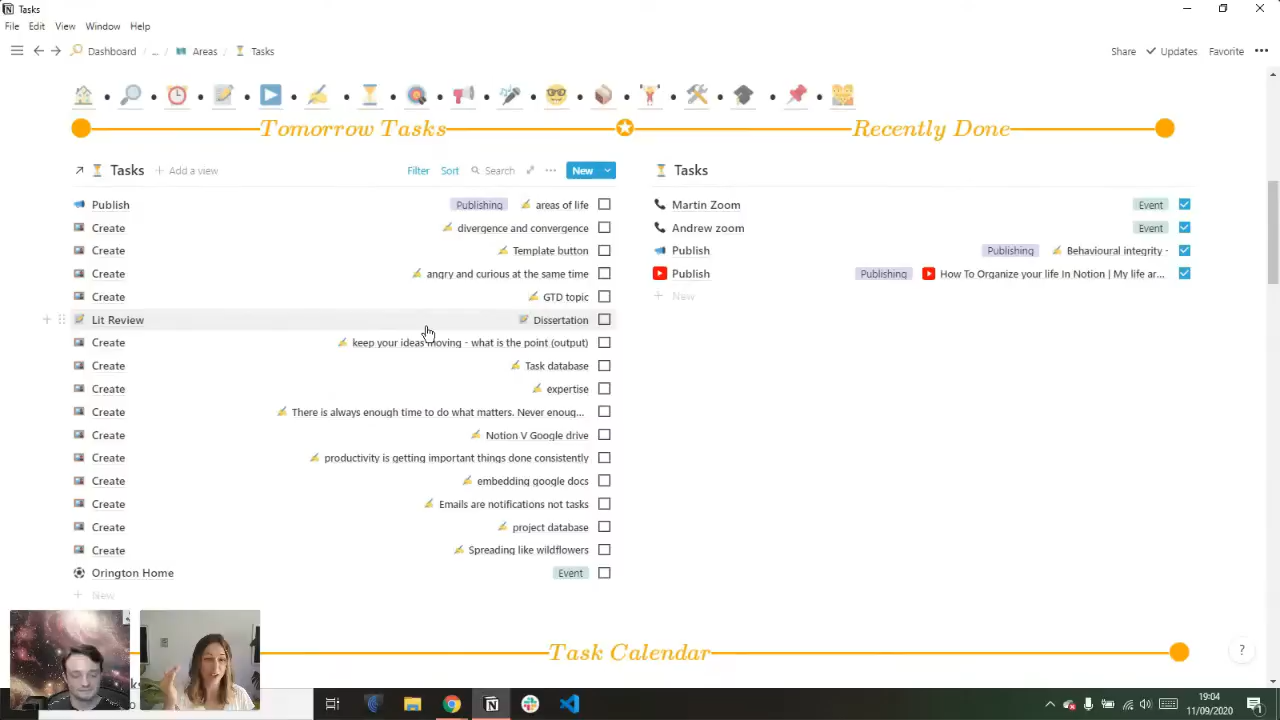 Tasks
File Edit View Window Help
Dashboard / ... / Areas / Tasks
Share Updates Favorite
Tomorrow Tasks
Recently Done
Tasks + Add a view Filter Sort Search New
Publish Publishing areas of life
Create divergence and convergence
Create Template button
Create angry and curious at the same time
Create GTD topic
Lit Review Dissertation
Create keep your ideas moving - what is the point (output)
Create Task database
Create expertise
Create There is always enough time to do what matters. Never enoug...
Create Notion V Google drive
Create productivity is getting important things done consistently
Create embedding google docs
Create Emails are notifications not tasks
Create project database
Create Spreading like wildflowers
Orington Home Event
+ New
Tasks
Martin Zoom Event
Andrew zoom Event
Publish Publishing Behavioural integrity -
Publish Publishing How To Organize your life In Notion | My life ar...
+ New
Task Calendar
?
19:04
11/09/2020